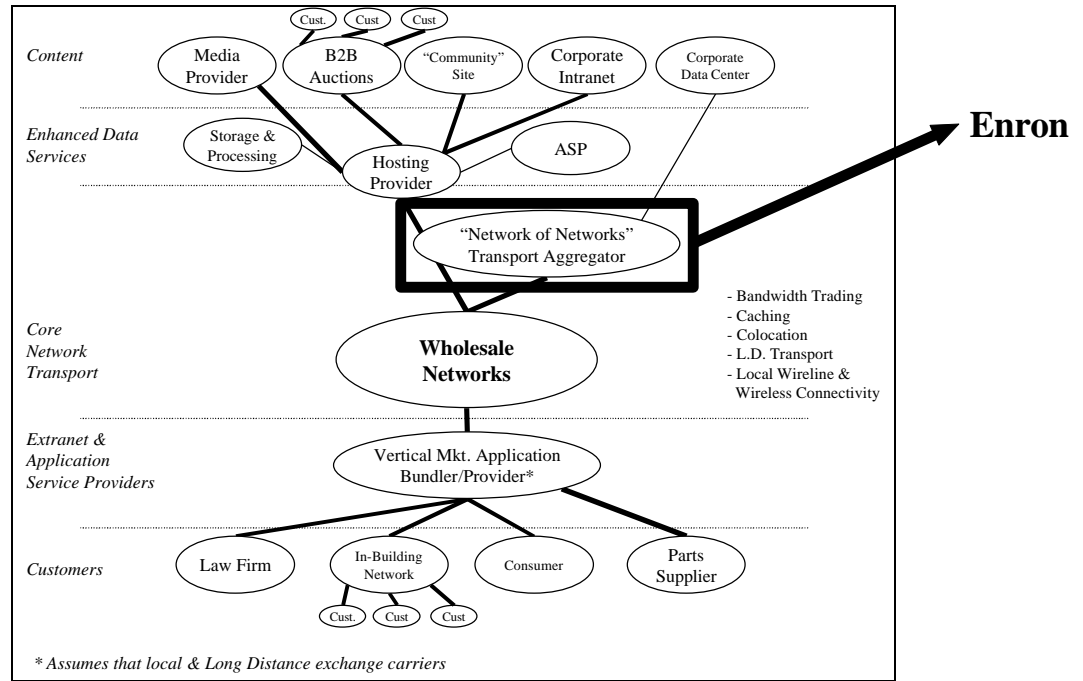 Cust.
Cust
Cust
Content
Media
Provider
B2B
Auctions
“Community”
Site
Corporate
Intranet
Corporate
Data Center
Enron
Enhanced Data
Services
Storage &
Processing
Hosting
Provider
ASP
“Network of Networks”
Transport Aggregator
Core
Network
Transport
Wholesale
Networks
- Bandwidth Trading
- Caching
- Colocation
- L.D. Transport
- Local Wireline &
Wireless Connectivity
Extranet &
Application
Service Providers
Vertical Mkt. Application
Bundler/Provider*
Customers
Law Firm
In-Building
Network
Consumer
Parts
Supplier
Cust.
Cust
Cust
* Assumes that local & Long Distance exchange carriers